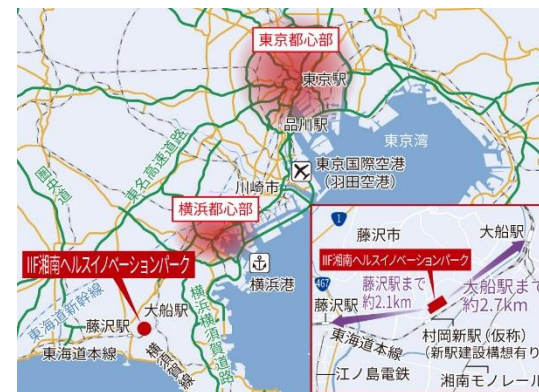 東京都心部
東京駅
品川駅
東京湾
東京国際空港
(羽田空港)
川崎市
東名高速道路
圏央道
横浜都心部
横浜港
IIF湘南ヘルスイノベーションパーク
東海道新幹線
大船駅
藤沢駅
東海道本線
横須賀線
横浜横須賀道路
1
藤沢市
大船駅
IIF湘南ヘルスイノベーションパーク
467
藤沢駅まで
約2.1km
大船駅まで
約2.7km
藤沢駅
東海道本線
村岡新駅(仮称)
(新駅建設構想有り)
江ノ島電鉄
湘南モノレール